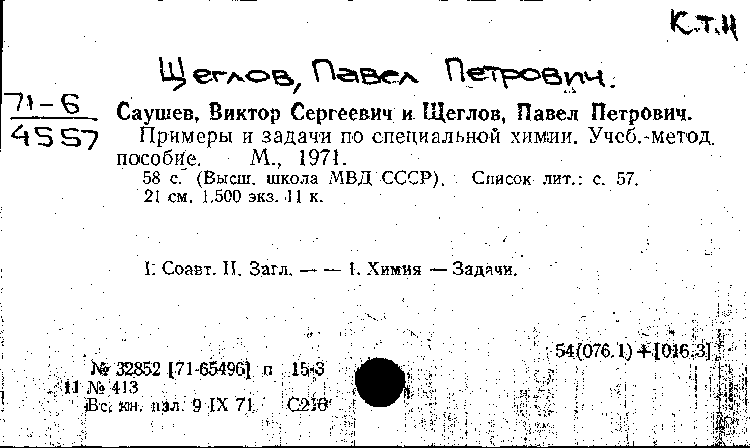 К.Т.Н
Щеглов, Павел Петрович.
71-6
4557
Саушев, Виктор Сергеевич и Щеглов, Павел Петрович.
Примеры и задачи по специальной химии. Учеб.-метод.
пособие. М., 1971.
58 с. (Высш. школа МВД СССР). Список лит.: с. 57.
21 см. 1.500 экз. 11 к.
I. Соавт. II. Загл. — — 1. Химия — Задачи.
54(076.1)+[016.3]
№ 32852 [71-65496] п 15-3
11 № 413
Вс. кн. пал. 9 IX 71